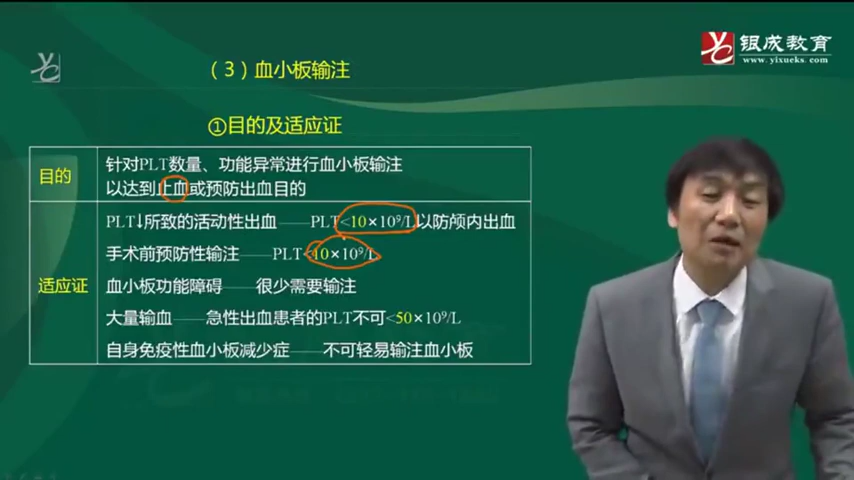 银成教育
www.yixueks.com
（3）血小板输注
①目的及适应证
目的
针对PLT数量、功能异常进行血小板输注
以达到止血或预防出血目的
适应证
PLT↓所致的活动性出血——PLT<10×10⁹/L以防颅内出血
手术前预防性输注——PLT<10×10⁹/L
血小板功能障碍——很少需要输注
大量输血——急性出血患者的PLT不可<50×10⁹/L
自身免疫性血小板减少症——不可轻易输注血小板